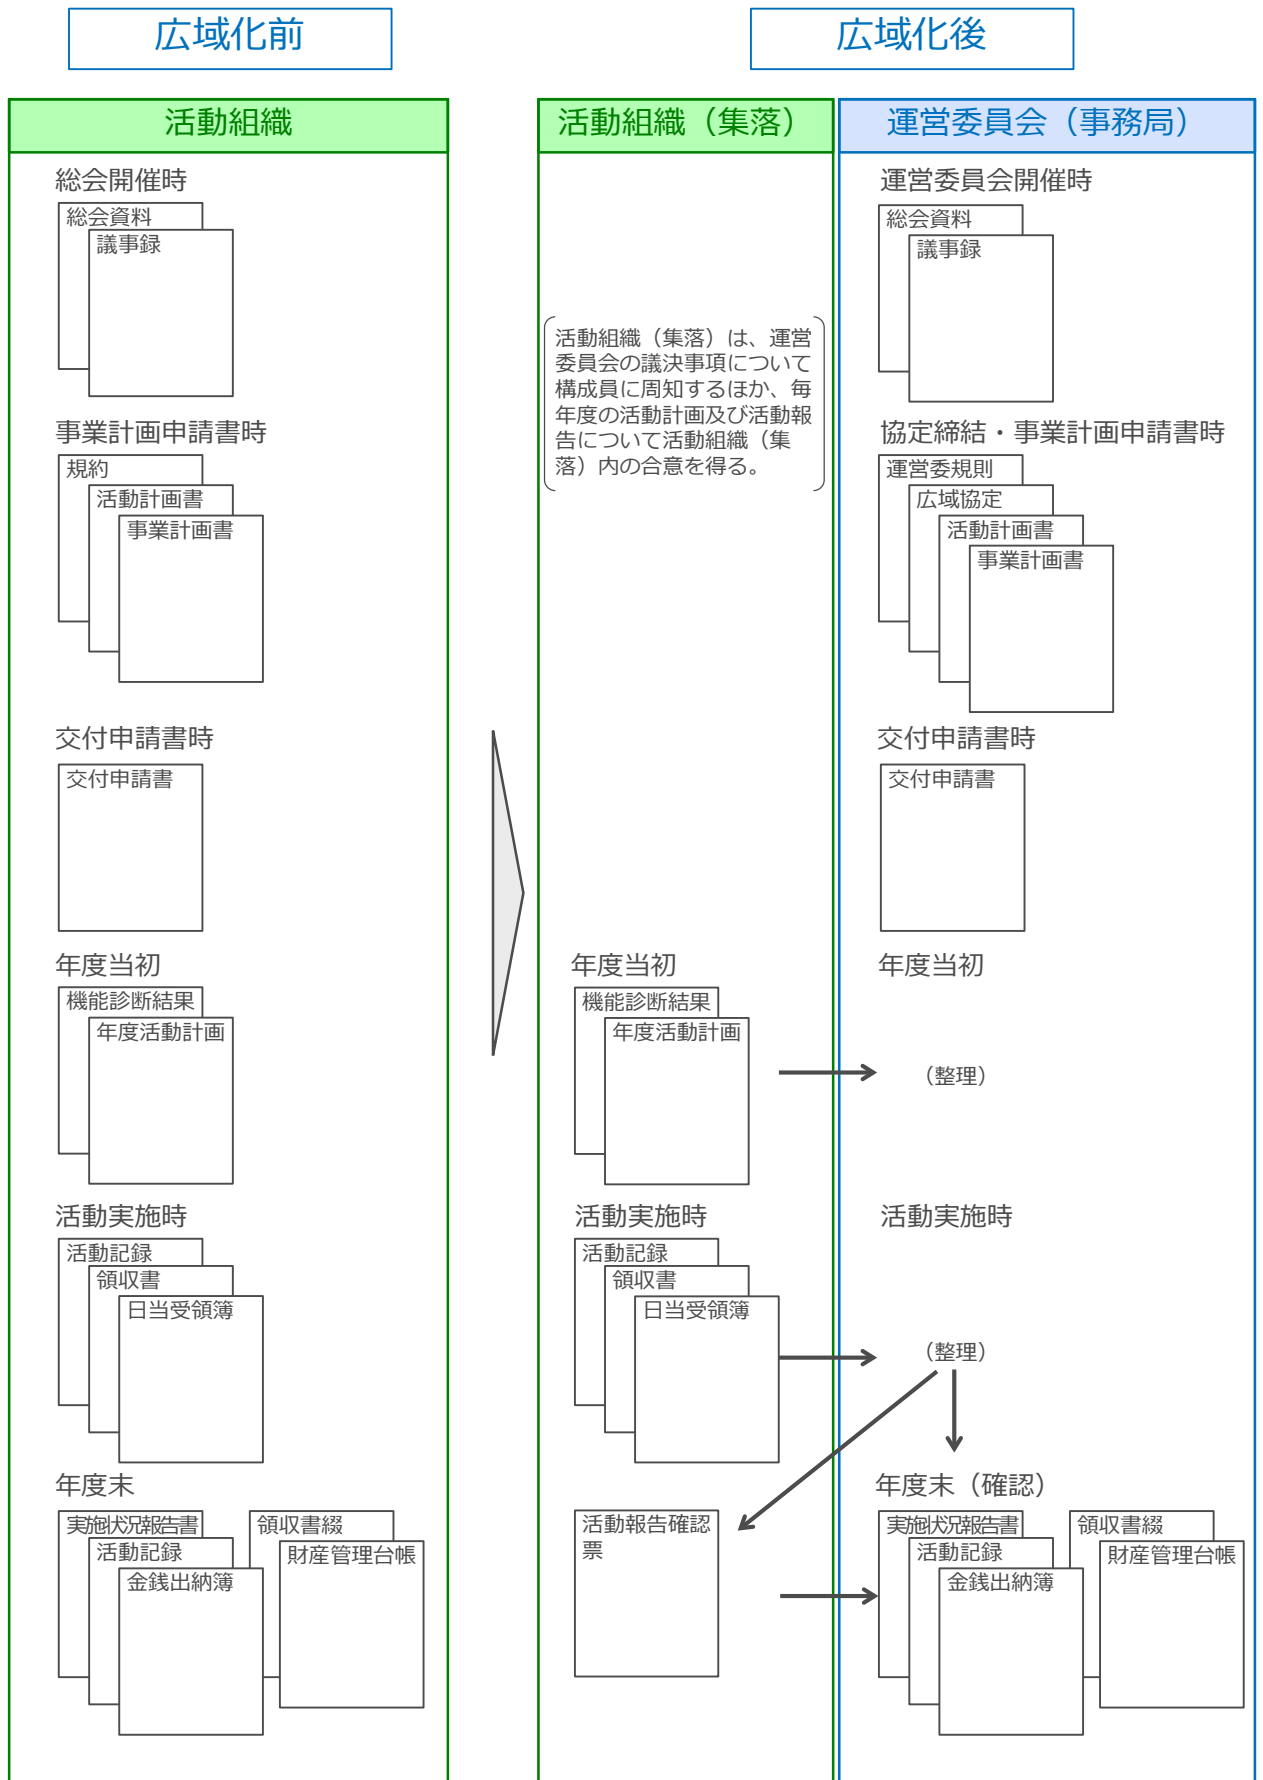 広域化前
広域化後
活動組織
総会開催時
総会資料
議事録
事業計画申請書時
規約
活動計画書
事業計画書
交付申請書時
交付申請書
年度当初
機能診断結果
年度活動計画
活動実施時
活動記録
領収書
日当受領簿
年度末
実施状況報告書
活動記録
金銭出納簿
領収書綴
財産管理台帳
活動組織（集落）
活動組織（集落）は、運営
委員会の議決事項について
構成員に周知するほか、毎
年度の活動計画及び活動報
告について活動組織（集
落）内の合意を得る。
年度当初
機能診断結果
年度活動計画
活動記録
活動実施時
領収書
日当受領簿
活動報告確認
票
運営委員会（事務局）
運営委員会開催時
総会資料
議事録
協定締結・事業計画申請書時
運営委規則
広域協定
活動計画書
事業計画書
交付申請書時
交付申請書
年度当初
（整理）
活動実施時
（整理）
年度末（確認）
実施状況報告書
活動記録
金銭出納簿
領収書綴
財産管理台帳